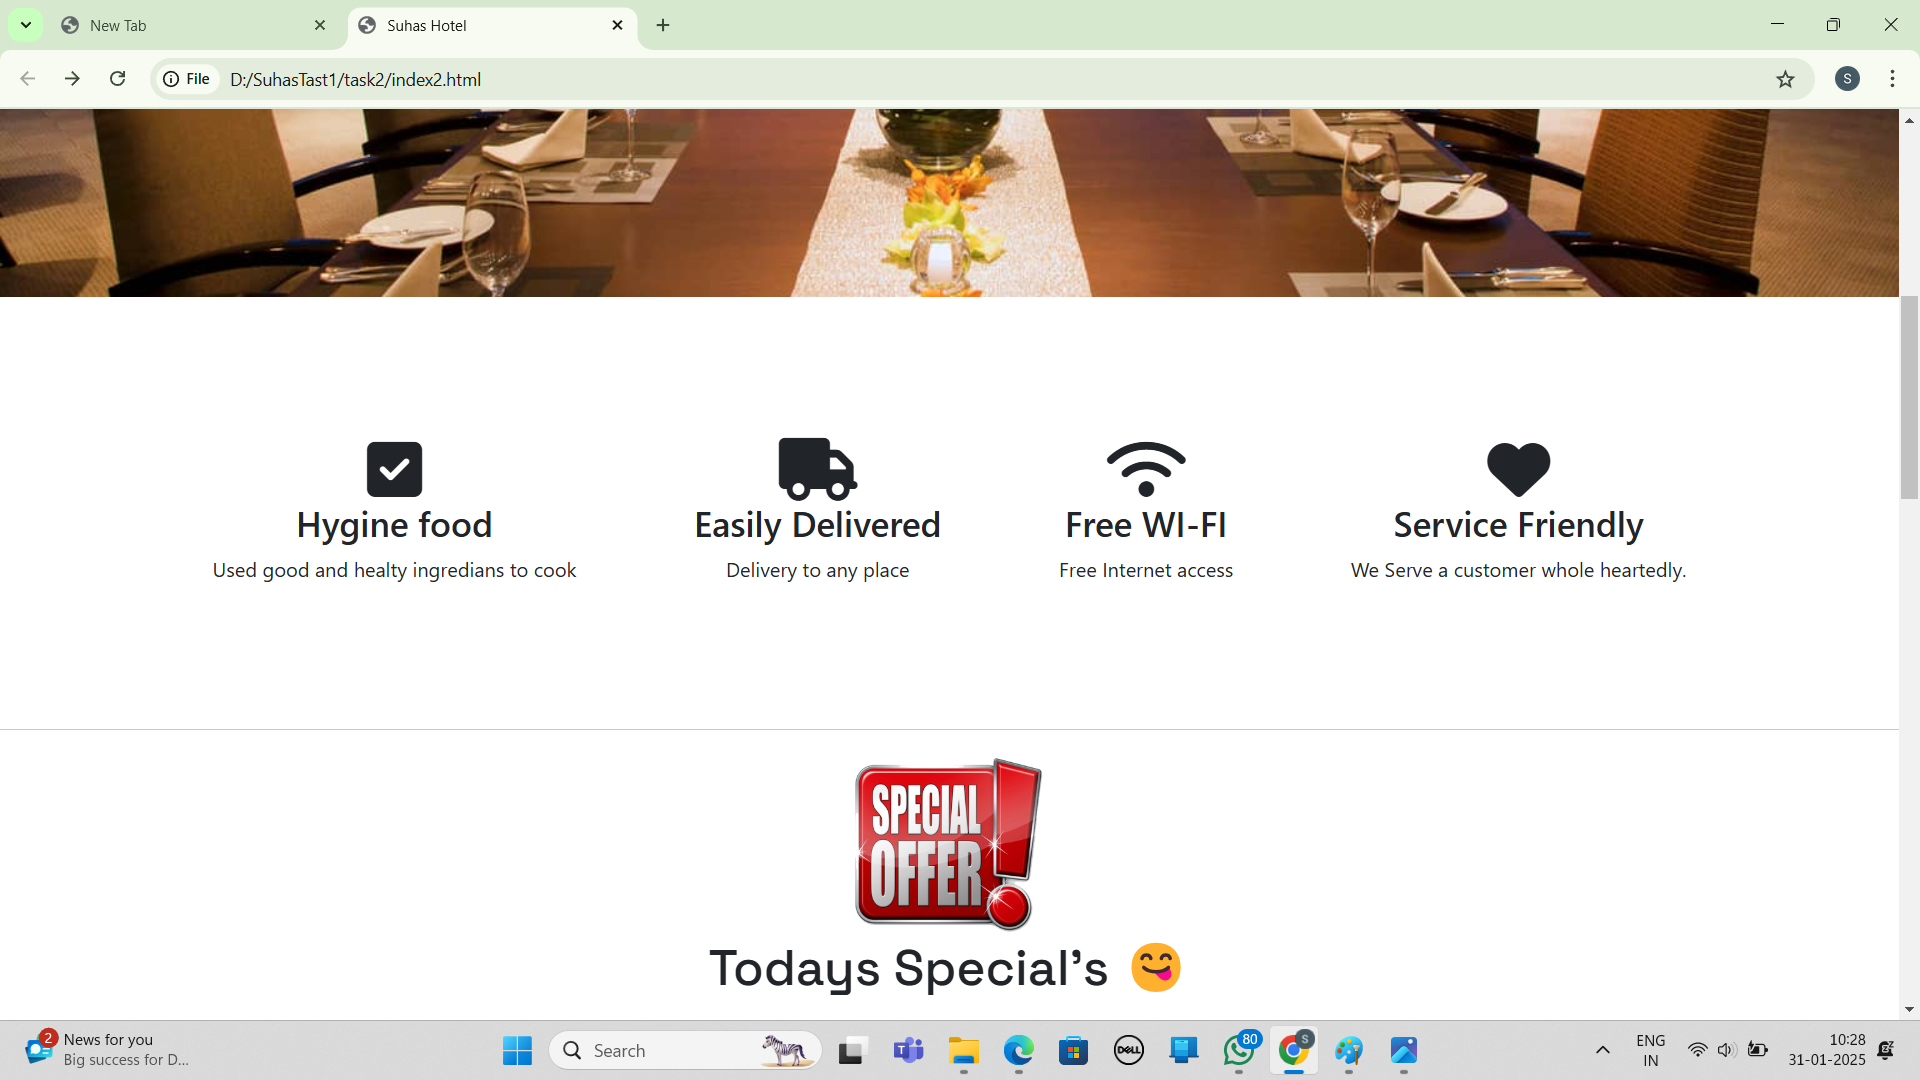 New Tab
Suhas Hotel
File
D:/SuhasTast1/task2/index2.html
S
Hygine food
Easily Delivered
Free WI-FI
Service Friendly
Used good and healty ingredians to cook
Delivery to any place
Free Internet access
We Serve a customer whole heartedly.
SPECIAL
OFFER
Todays Special's
2
News for you
Big success for D...
Search
T
DELL
80
S
ENG
IN
10:28
31-01-2025